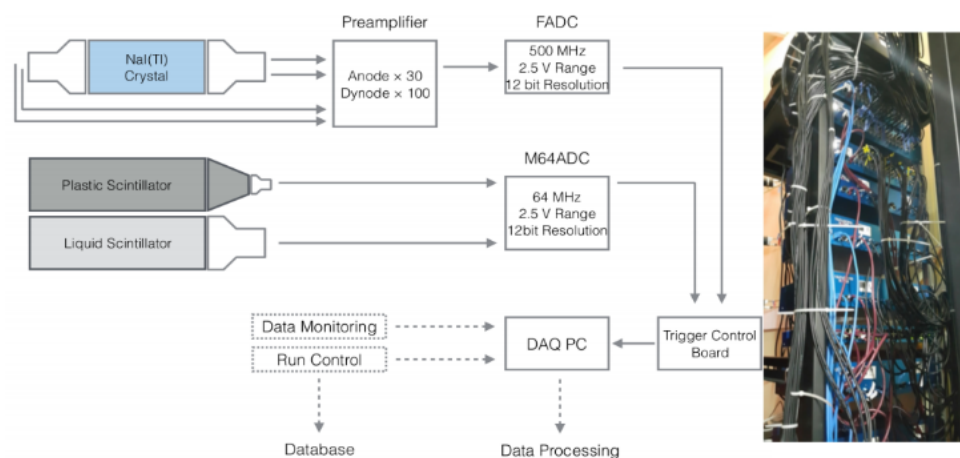 Preamplifier
FADC
NaI(Tl)
Crystal
Anode × 30
Dynode × 100
500 MHz
2.5 V Range
12 bit Resolution
M64ADC
Plastic Scintillator
Liquid Scintillator
64 MHz
2.5 V Range
12bit Resolution
Data Monitoring
Run Control
DAQ PC
Trigger Control
Board
Database
Data Processing